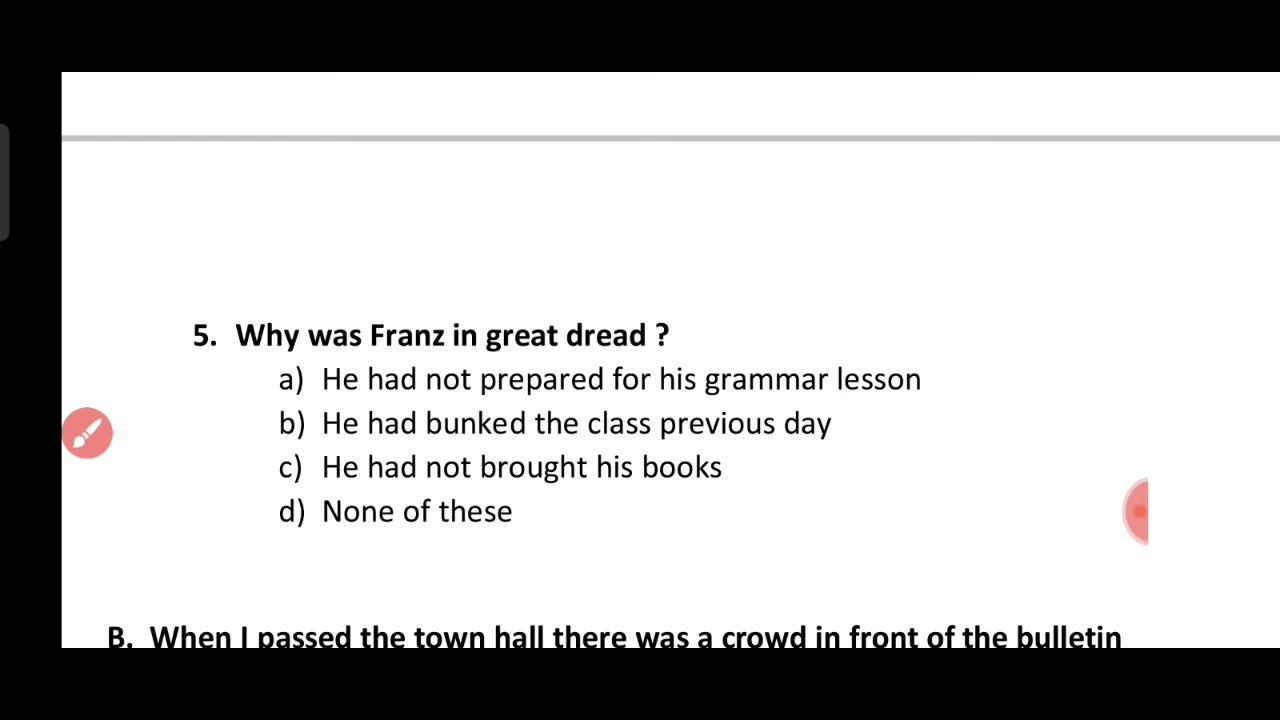 5. Why was Franz in great dread ?
a) He had not prepared for his grammar lesson
b) He had bunked the class previous day
c) He had not brought his books
d) None of these
B. When I passed the town hall there was a crowd in front of the bulletin